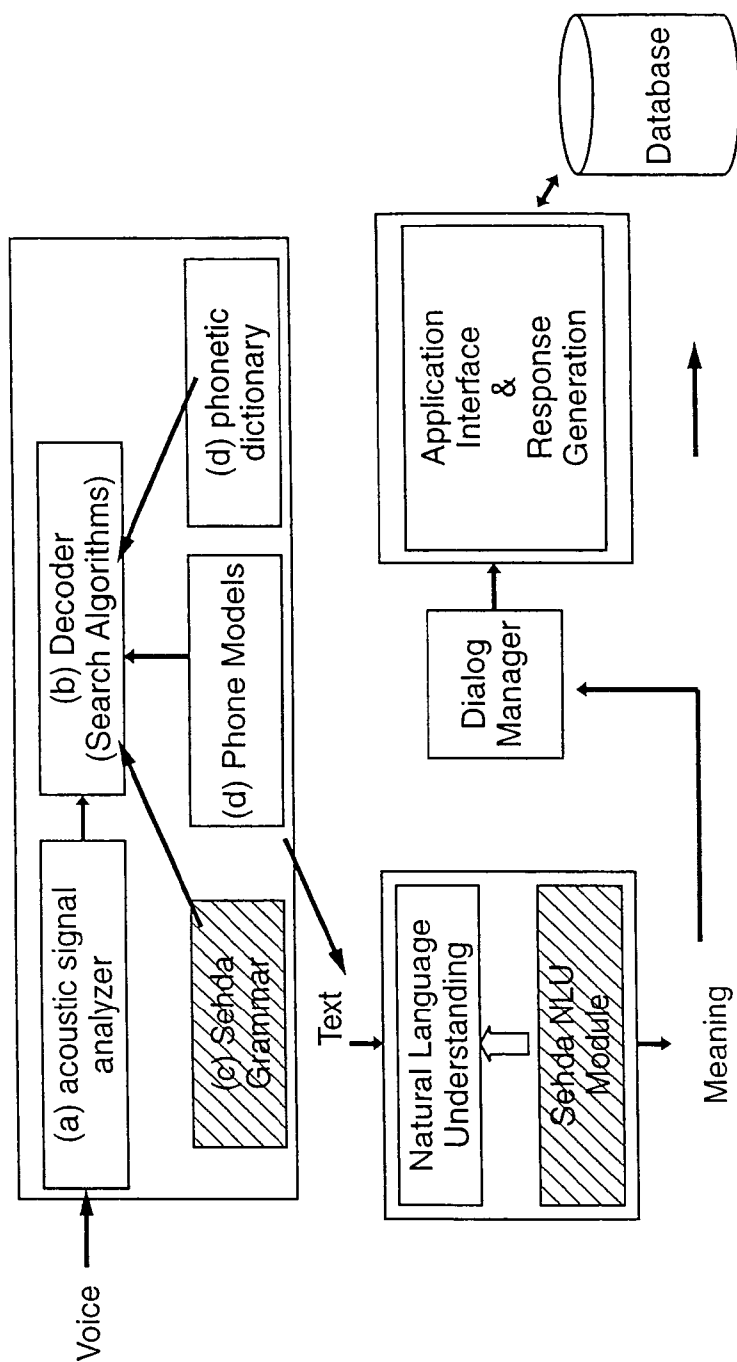 Voice
(a) acoustic signal
analyzer
(b) Decoder
(Search Algorithms)
(c) Sehda
Grammar
(d) Phone Models
(d) phonetic
dictionary
Text
Natural Language
Understanding
Sehda NLU
Module
Meaning
Dialog
Manager
Application
Interface
&
Response
Generation
Database